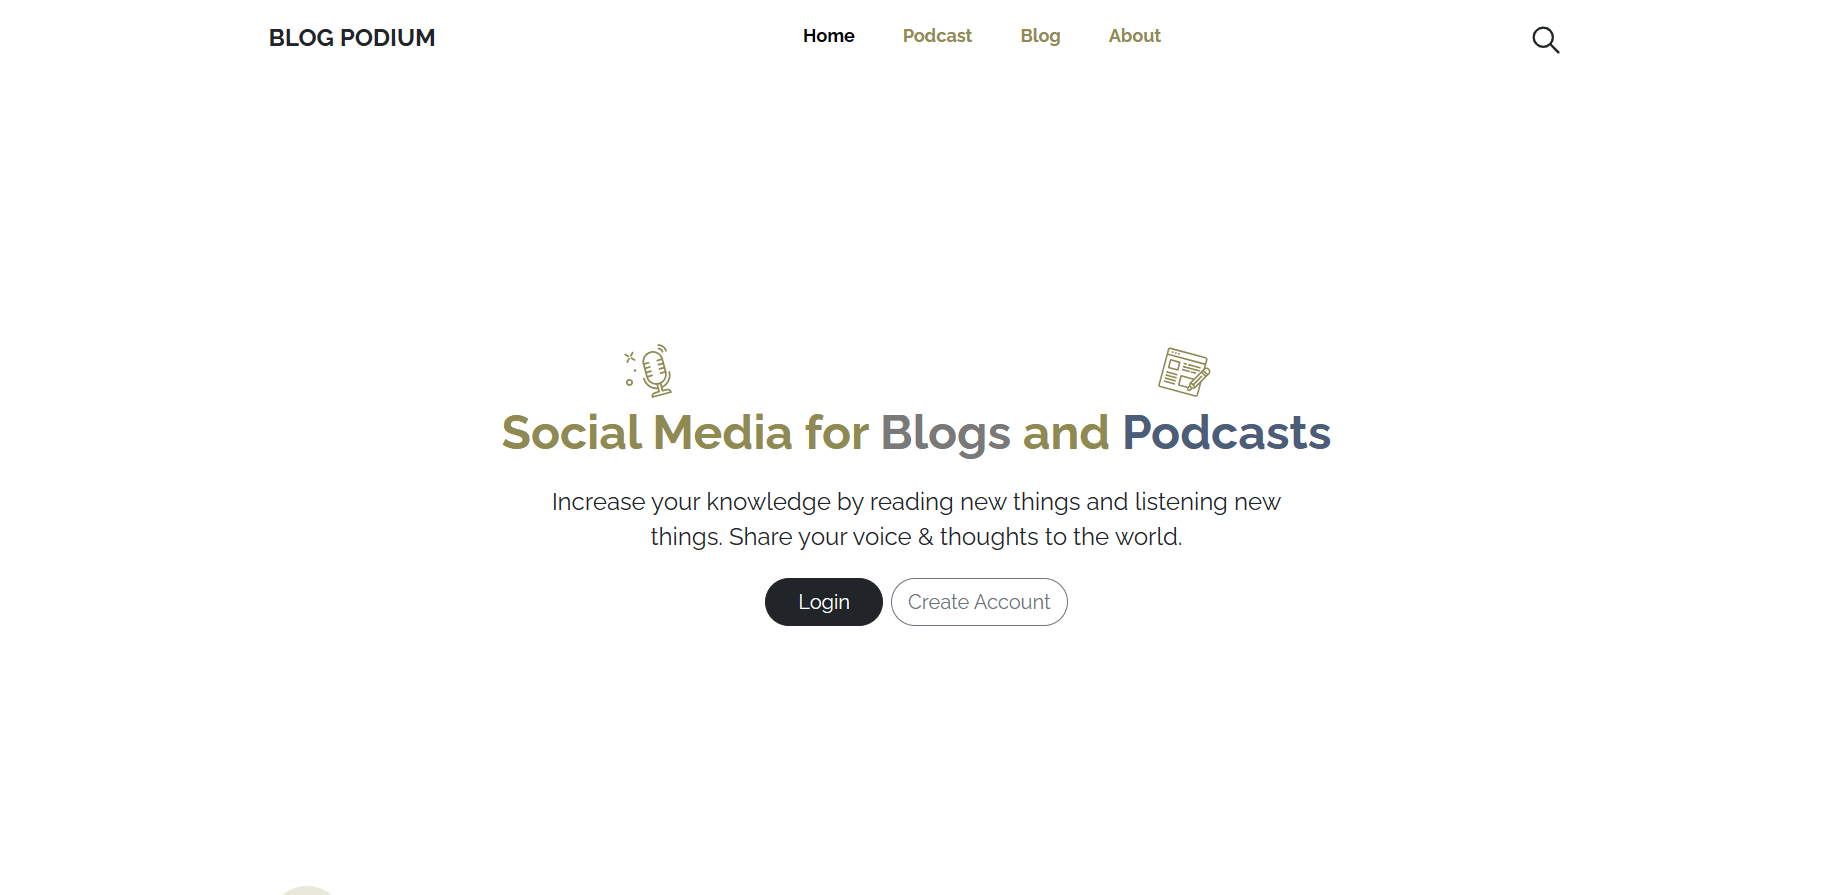 BLOG PODIUM
Home Podcast Blog About
Social Media for Blogs and Podcasts
Increase your knowledge by reading new things and listening new
things. Share your voice & thoughts to the world.
Login Create Account